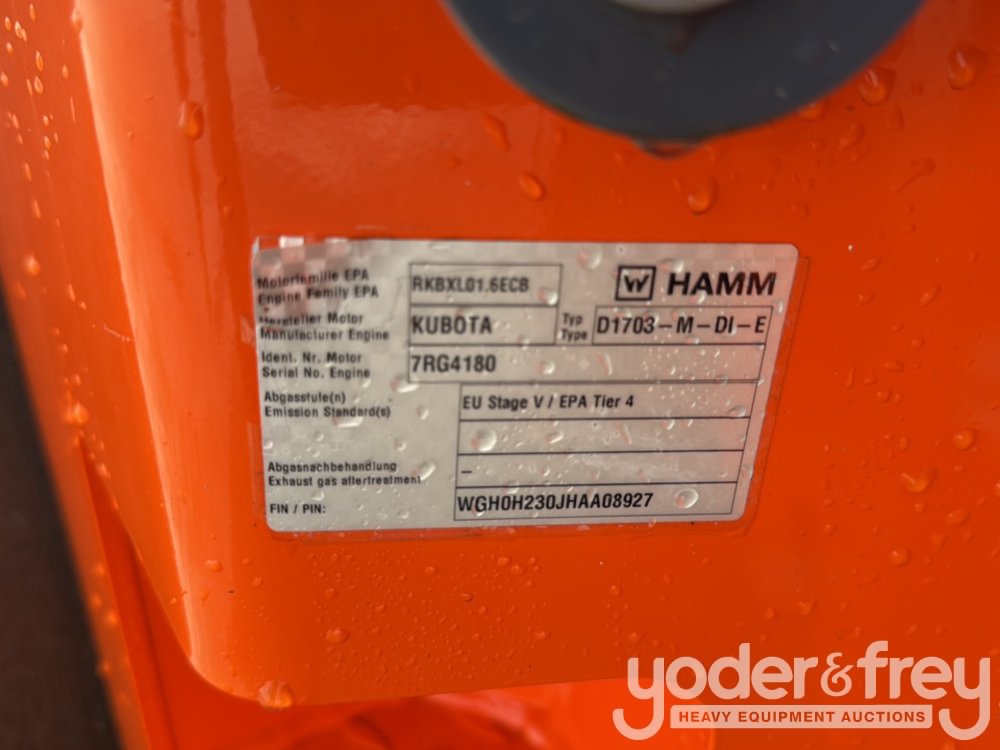 Motorfamilie EPA
Engine Family EPA
RKBXL01.6ECB
W HAMM
Hersteller Motor
Manufacturer Engine
KUBOTA
Typ
Type
D1703-M-DI-E
Ident. Nr. Motor
Serial No. Engine
7RG4180
Abgasstufe(n)
Emission Standard(s)
EU Stage V / EPA Tier 4
Abgasnachbehandlung
Exhaust gas aftertreatment
–
FIN / PIN:
WGH0H230JHAA08927
yoder&frey
HEAVY EQUIPMENT AUCTIONS